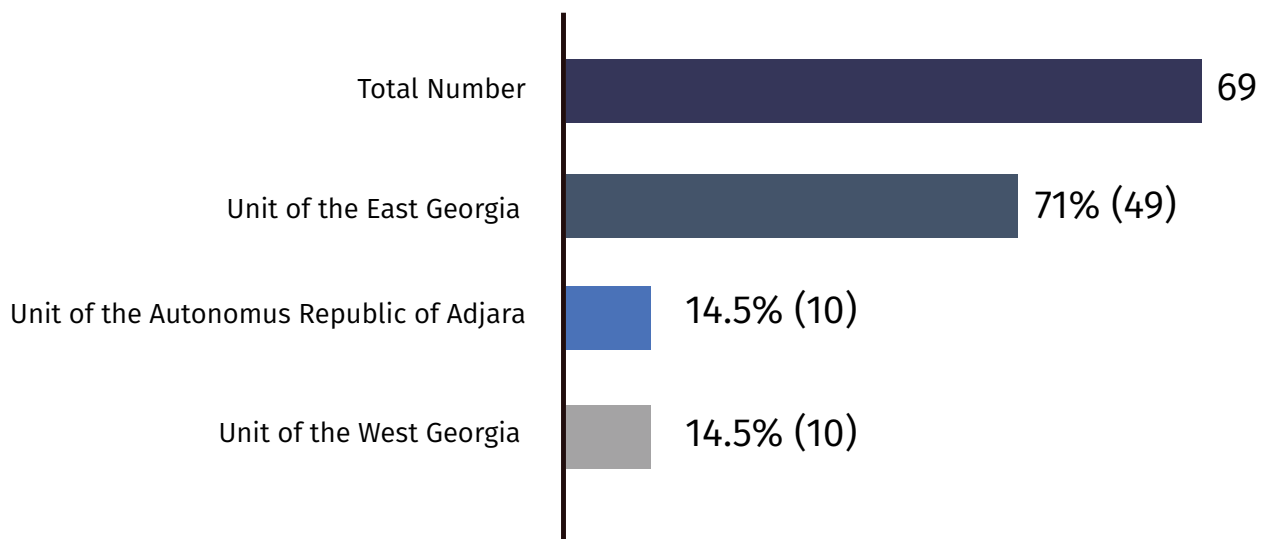 Total Number 69
Unit of the East Georgia 71% (49)
Unit of the Autonomus Republic of Adjara 14.5% (10)
Unit of the West Georgia 14.5% (10)